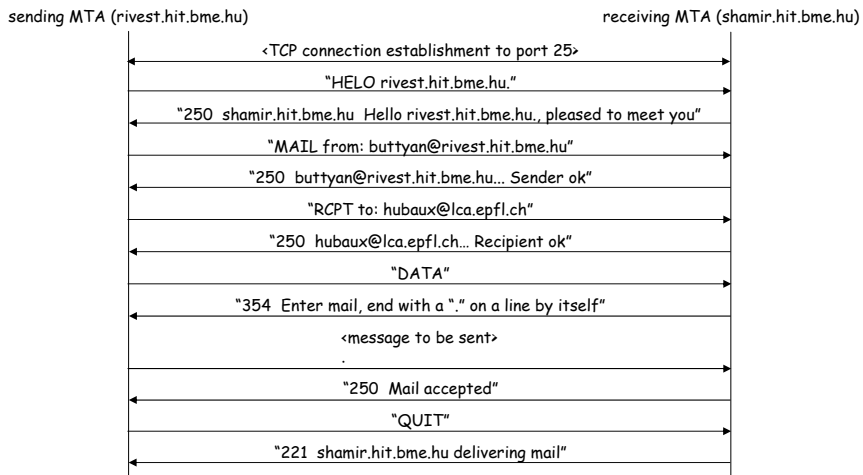 sending MTA (rivest.hit.bme.hu) receiving MTA (shamir.hit.bme.hu)
<TCP connection establishment to port 25>
“HELO rivest.hit.bme.hu.”
“250 shamir.hit.bme.hu Hello rivest.hit.bme.hu., pleased to meet you”
“MAIL from: buttyan@rivest.hit.bme.hu”
“250 buttyan@rivest.hit.bme.hu... Sender ok”
“RCPT to: hubaux@lca.epfl.ch”
“250 hubaux@lca.epfl.ch… Recipient ok”
“DATA”
“354 Enter mail, end with a “.” on a line by itself”
<message to be sent>
.
“250 Mail accepted”
“QUIT”
“221 shamir.hit.bme.hu delivering mail”